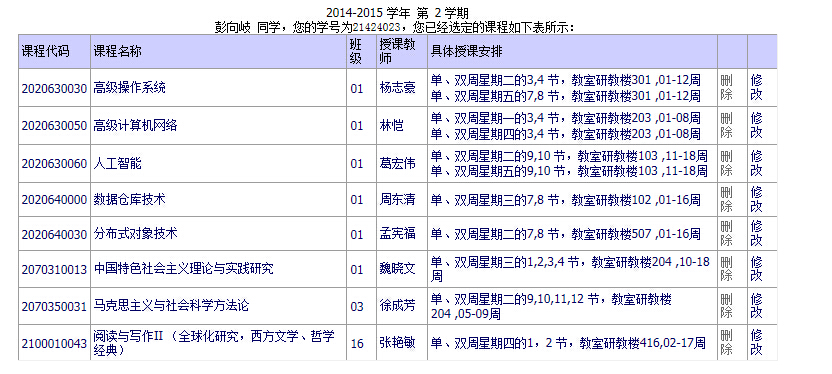 2014-2015 学年 第 2 学期
彭向岐 同学，您的学号为21424023，您已经选定的课程如下表所示：
课程代码 课程名称 班级 授课教师 具体授课安排
2020630030 高级操作系统 01 杨志豪 单、双周星期二的3,4 节，教室研教楼301 ,01-12周 删除 修改
单、双周星期五的7,8 节，教室研教楼301 ,01-12周
2020630050 高级计算机网络 01 林恺 单、双周星期一的3,4 节，教室研教楼203 ,01-08周 删除 修改
单、双周星期四的3,4 节，教室研教楼203 ,01-08周
2020630060 人工智能 01 葛宏伟 单、双周星期二的9,10 节，教室研教楼103 ,11-18周 删除 修改
单、双周星期五的9,10 节，教室研教楼103 ,11-18周
2020640000 数据仓库技术 01 周东清 单、双周星期三的7,8 节，教室研教楼102 ,01-16周 删除 修改
2020640030 分布式对象技术 01 孟宪福 单、双周星期二的7,8 节，教室研教楼507 ,01-16周 删除 修改
2070310013 中国特色社会主义理论与实践研究 01 魏晓文 单、双周星期三的1,2,3,4 节，教室研教楼204 ,10-18 删除 修改
周
2070350031 马克思主义与社会科学方法论 03 徐成芳 单、双周星期二的9,10,11,12 节，教室研教楼 删除 修改
204 ,05-09周
2100010043 阅读与写作II （全球化研究，西方文学、哲学 16 张艳敏 单、双周星期四的1，2 节，教室研教楼416,02-17周 删除 修改
经典）